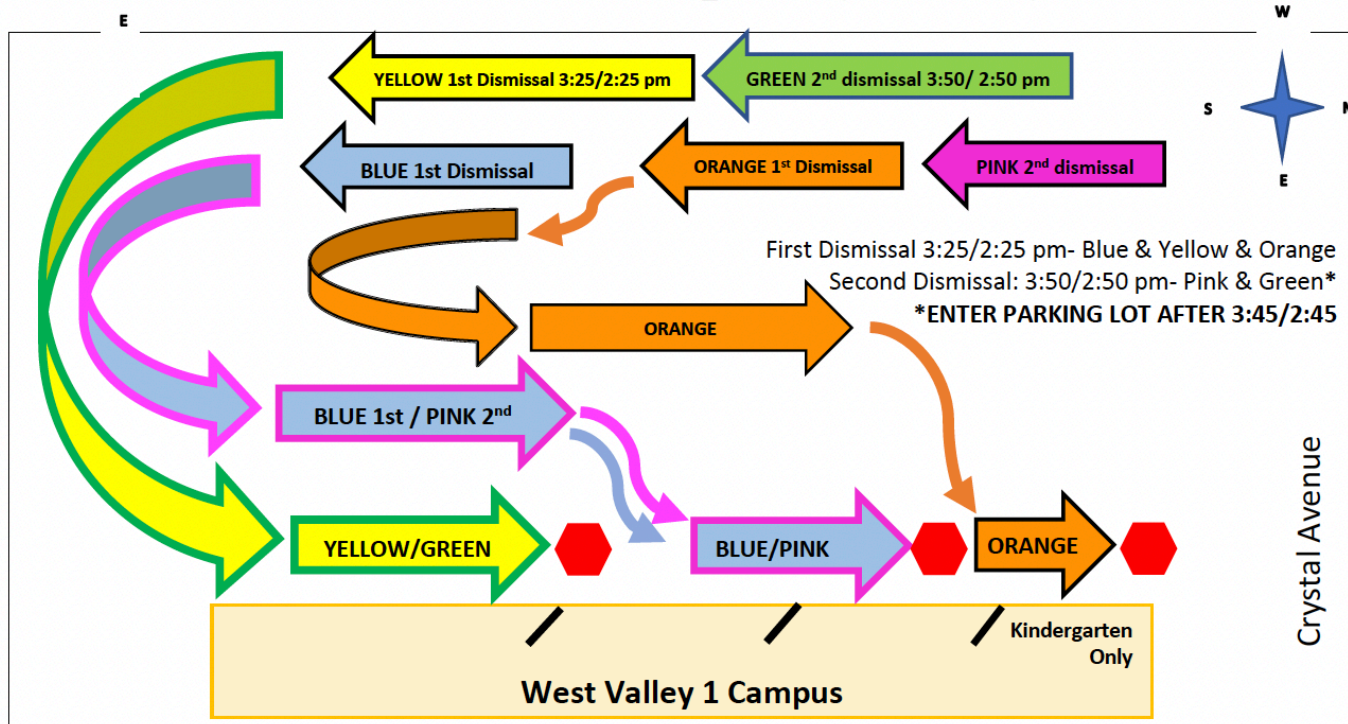 E
W
YELLOW 1st Dismissal 3:25/2:25 pm
GREEN 2nd dismissal 3:50/ 2:50 pm
S
N
BLUE 1st Dismissal
ORANGE 1st Dismissal
PINK 2nd dismissal
E
First Dismissal 3:25/2:25 pm- Blue & Yellow & Orange
Second Dismissal: 3:50/2:50 pm- Pink & Green*
*ENTER PARKING LOT AFTER 3:45/2:45
ORANGE
BLUE 1st / PINK 2nd
YELLOW/GREEN
BLUE/PINK
ORANGE
Crystal Avenue
Kindergarten
Only
West Valley 1 Campus